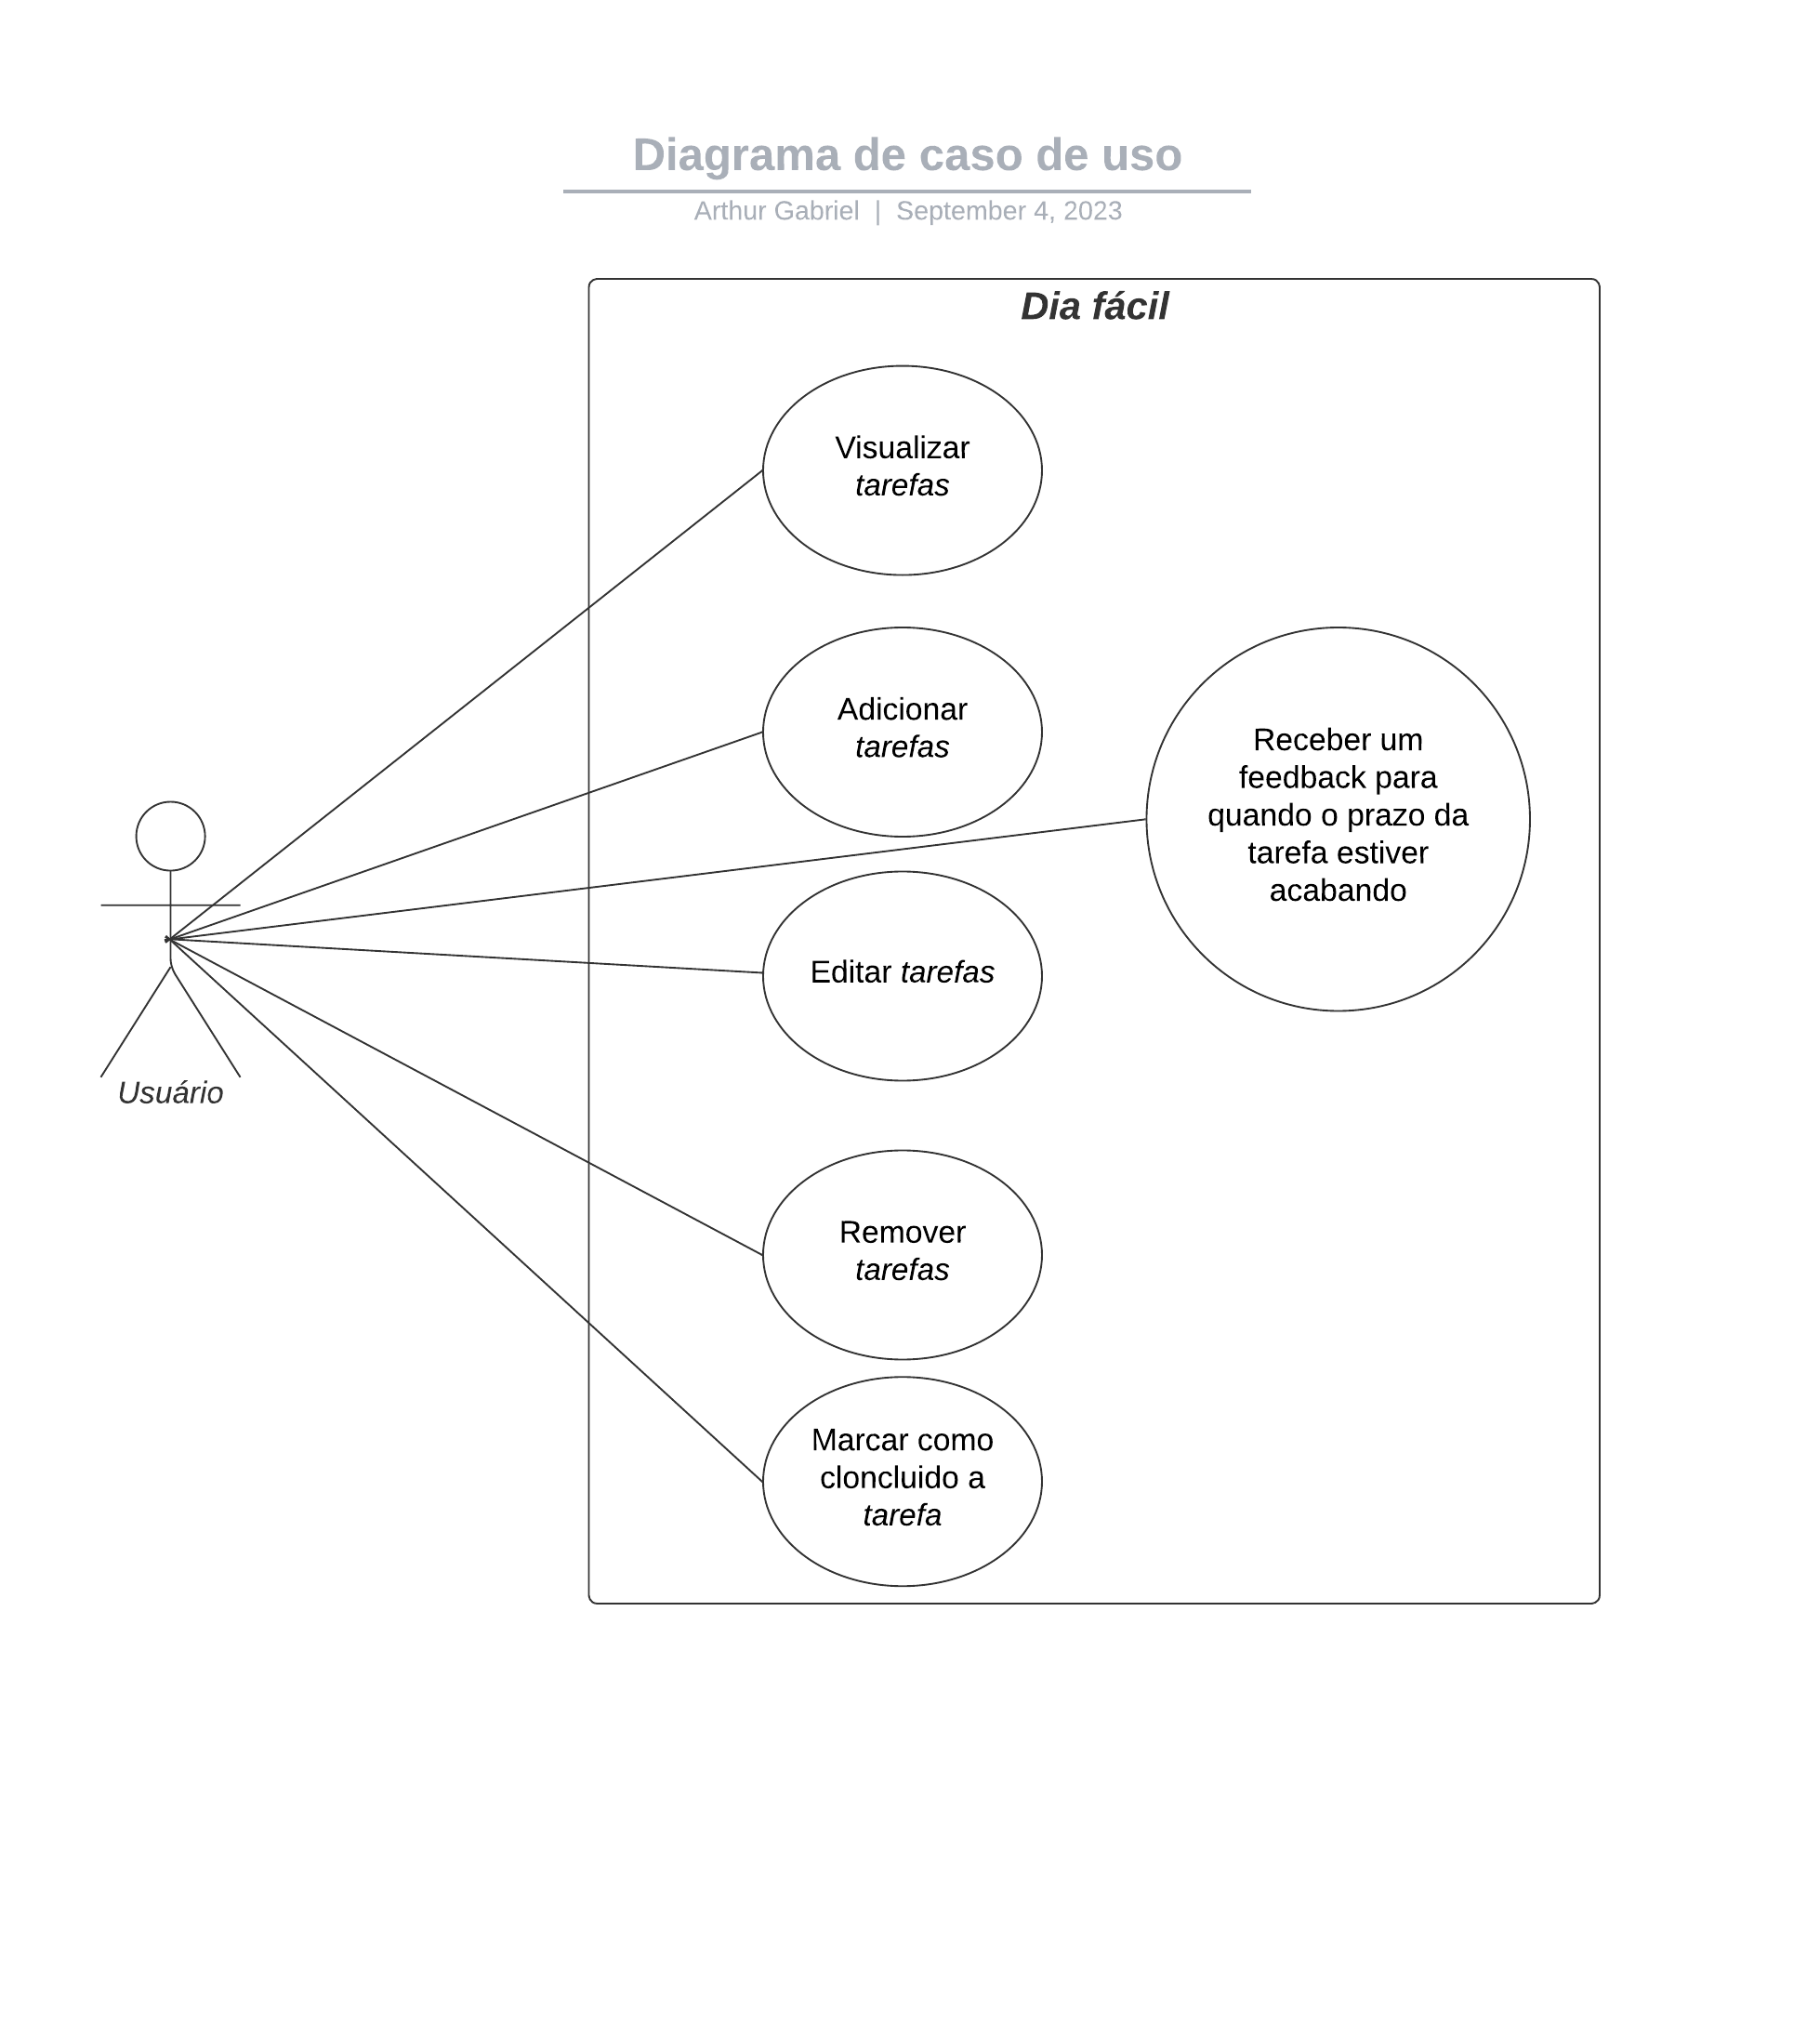 Diagrama de caso de uso
Arthur Gabriel | September 4, 2023
Dia fácil
Visualizar
tarefas
Adicionar
tarefas
Receber um
feedback para
quando o prazo da
tarefa estiver
acabando
Editar tarefas
Usuário
Remover
tarefas
Marcar como
cloncluido a
tarefa